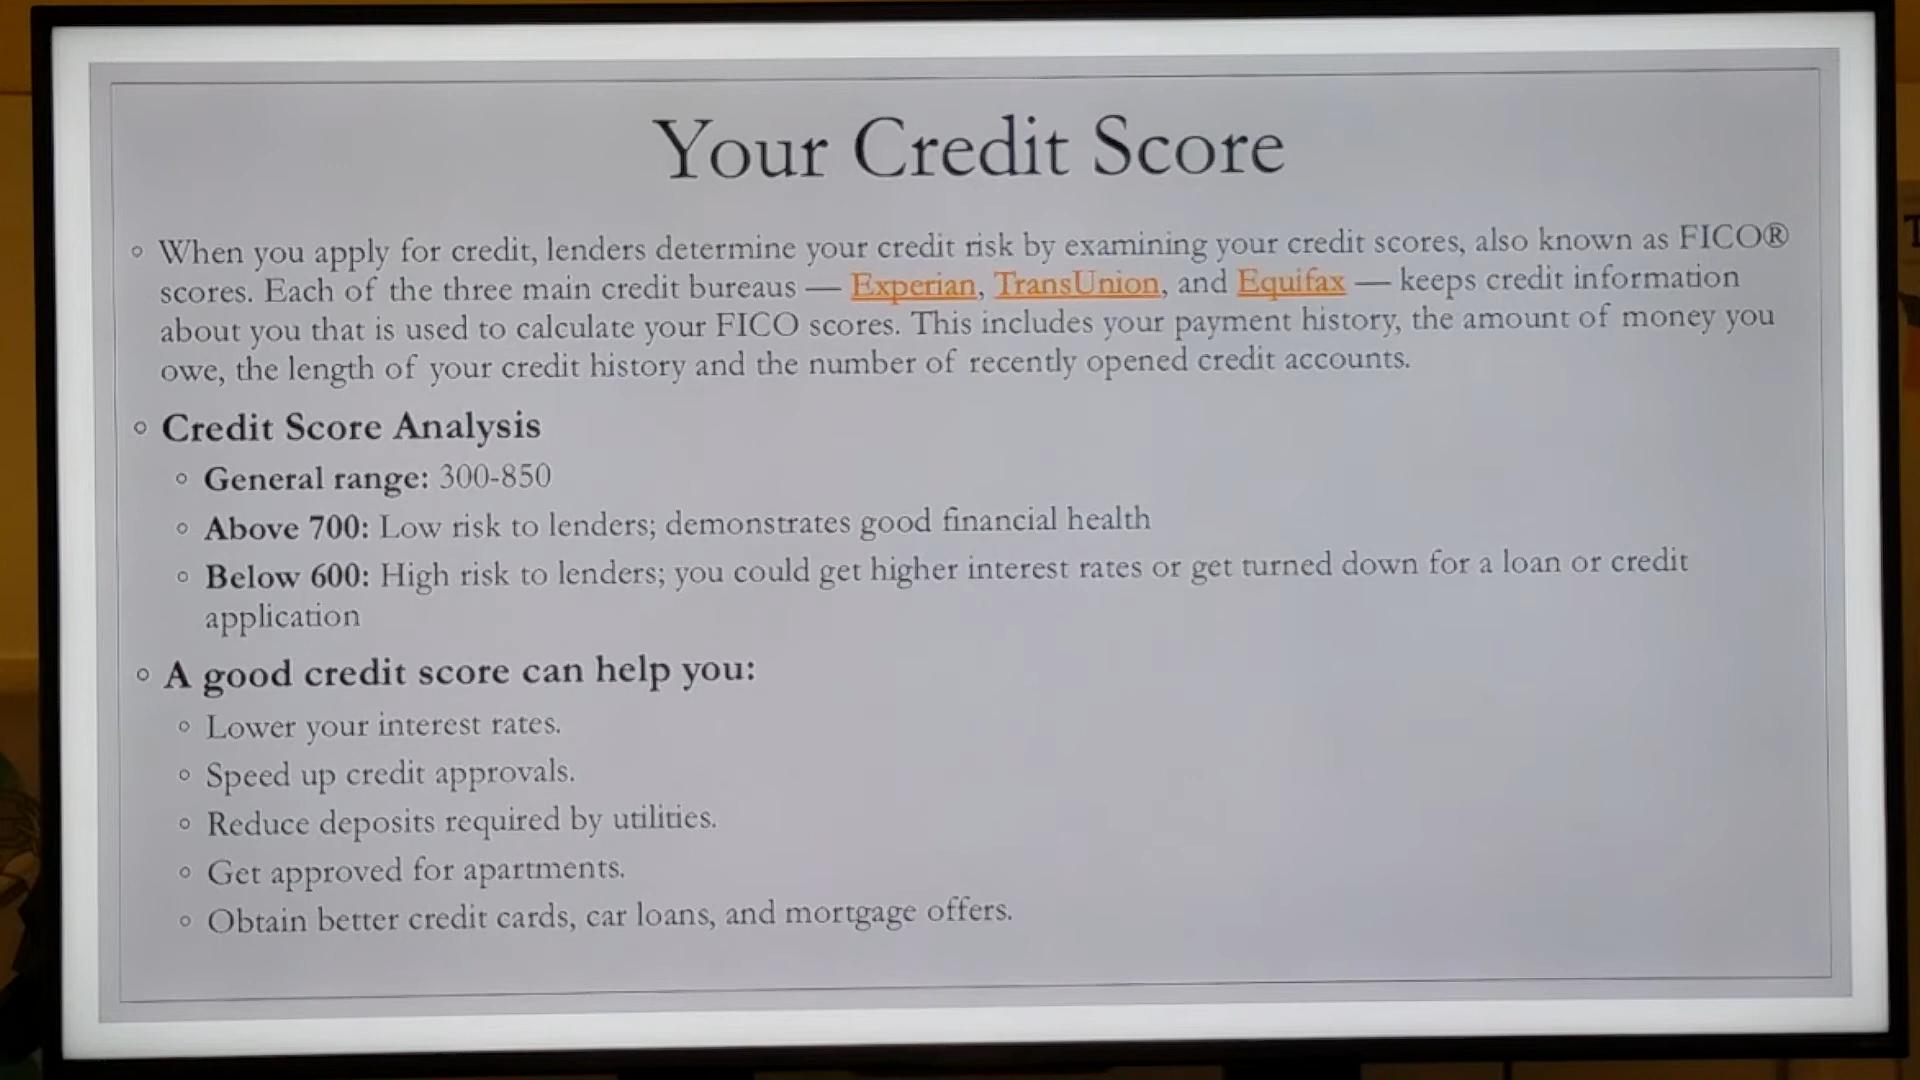 Your Credit Score
When you apply for credit, lenders determine your credit risk by examining your credit scores, also known as FICO®
scores. Each of the three main credit bureaus — Experian, TransUnion, and Equifax — keeps credit information
about you that is used to calculate your FICO scores. This includes your payment history, the amount of money you
owe, the length of your credit history and the number of recently opened credit accounts.
Credit Score Analysis
General range: 300-850
Above 700: Low risk to lenders; demonstrates good financial health
Below 600: High risk to lenders; you could get higher interest rates or get turned down for a loan or credit
application
A good credit score can help you:
Lower your interest rates.
Speed up credit approvals.
Reduce deposits required by utilities.
Get approved for apartments.
Obtain better credit cards, car loans, and mortgage offers.